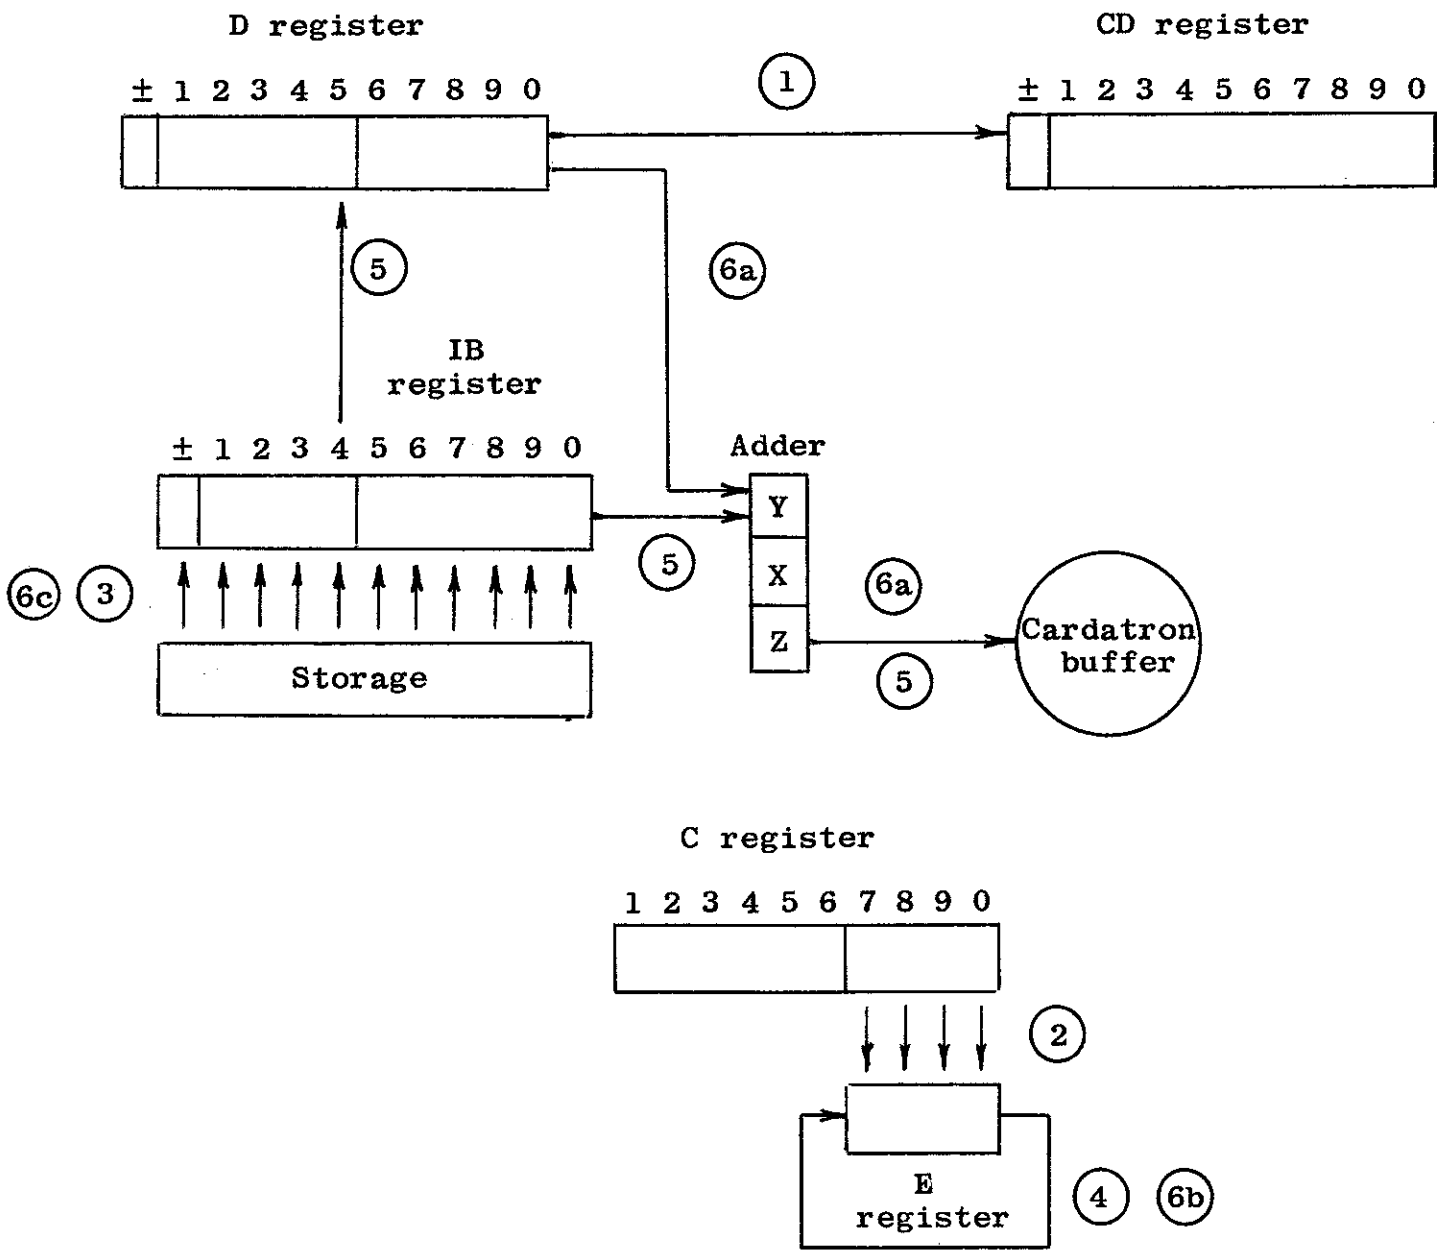 D register
CD register
± 1 2 3 4 5 6 7 8 9 0
1
± 1 2 3 4 5 6 7 8 9 0
5
6a
IB
register
± 1 2 3 4 5 6 7 8 9 0
Adder
Y
X
Z
5
6c 3
6a
5
Storage
Cardatron
buffer
C register
1 2 3 4 5 6 7 8 9 0
2
E
register
4 6b